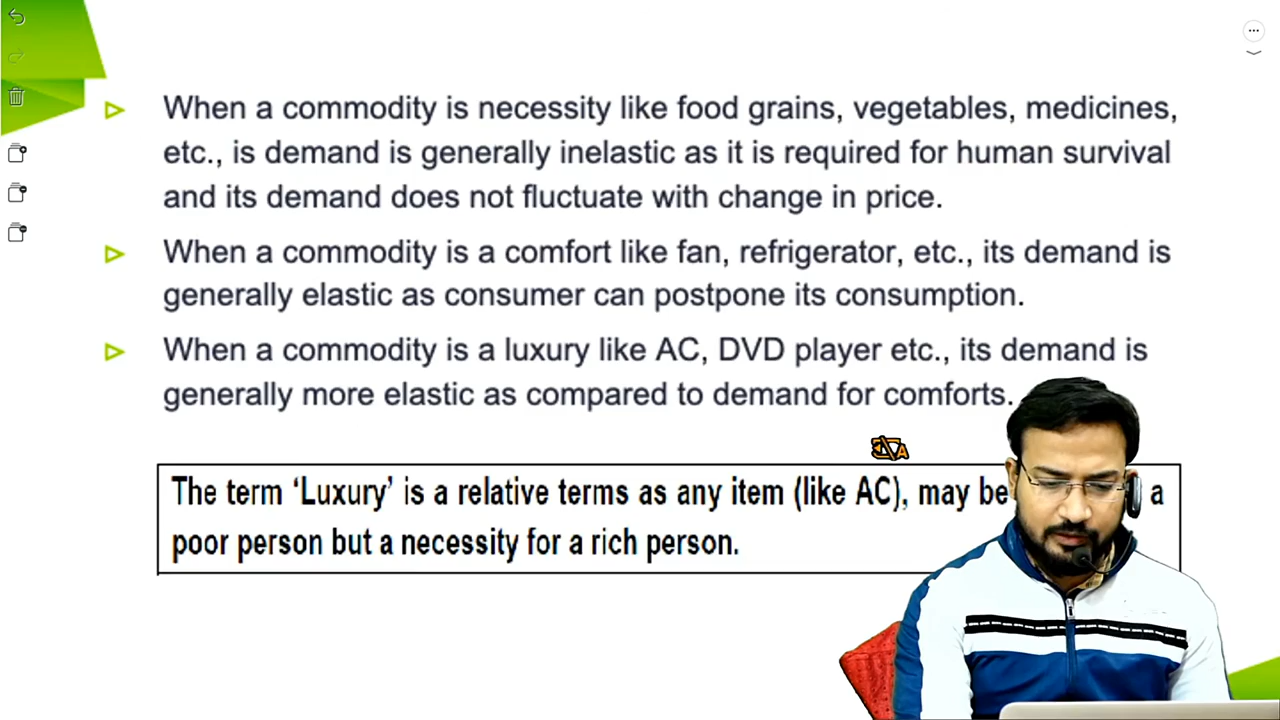 When a commodity is necessity like food grains, vegetables, medicines,
etc., is demand is generally inelastic as it is required for human survival
and its demand does not fluctuate with change in price.
When a commodity is a comfort like fan, refrigerator, etc., its demand is
generally elastic as consumer can postpone its consumption.
When a commodity is a luxury like AC, DVD player etc., its demand is
generally more elastic as compared to demand for comforts.
The term ‘Luxury’ is a relative terms as any item (like AC), may be a
poor person but a necessity for a rich person.